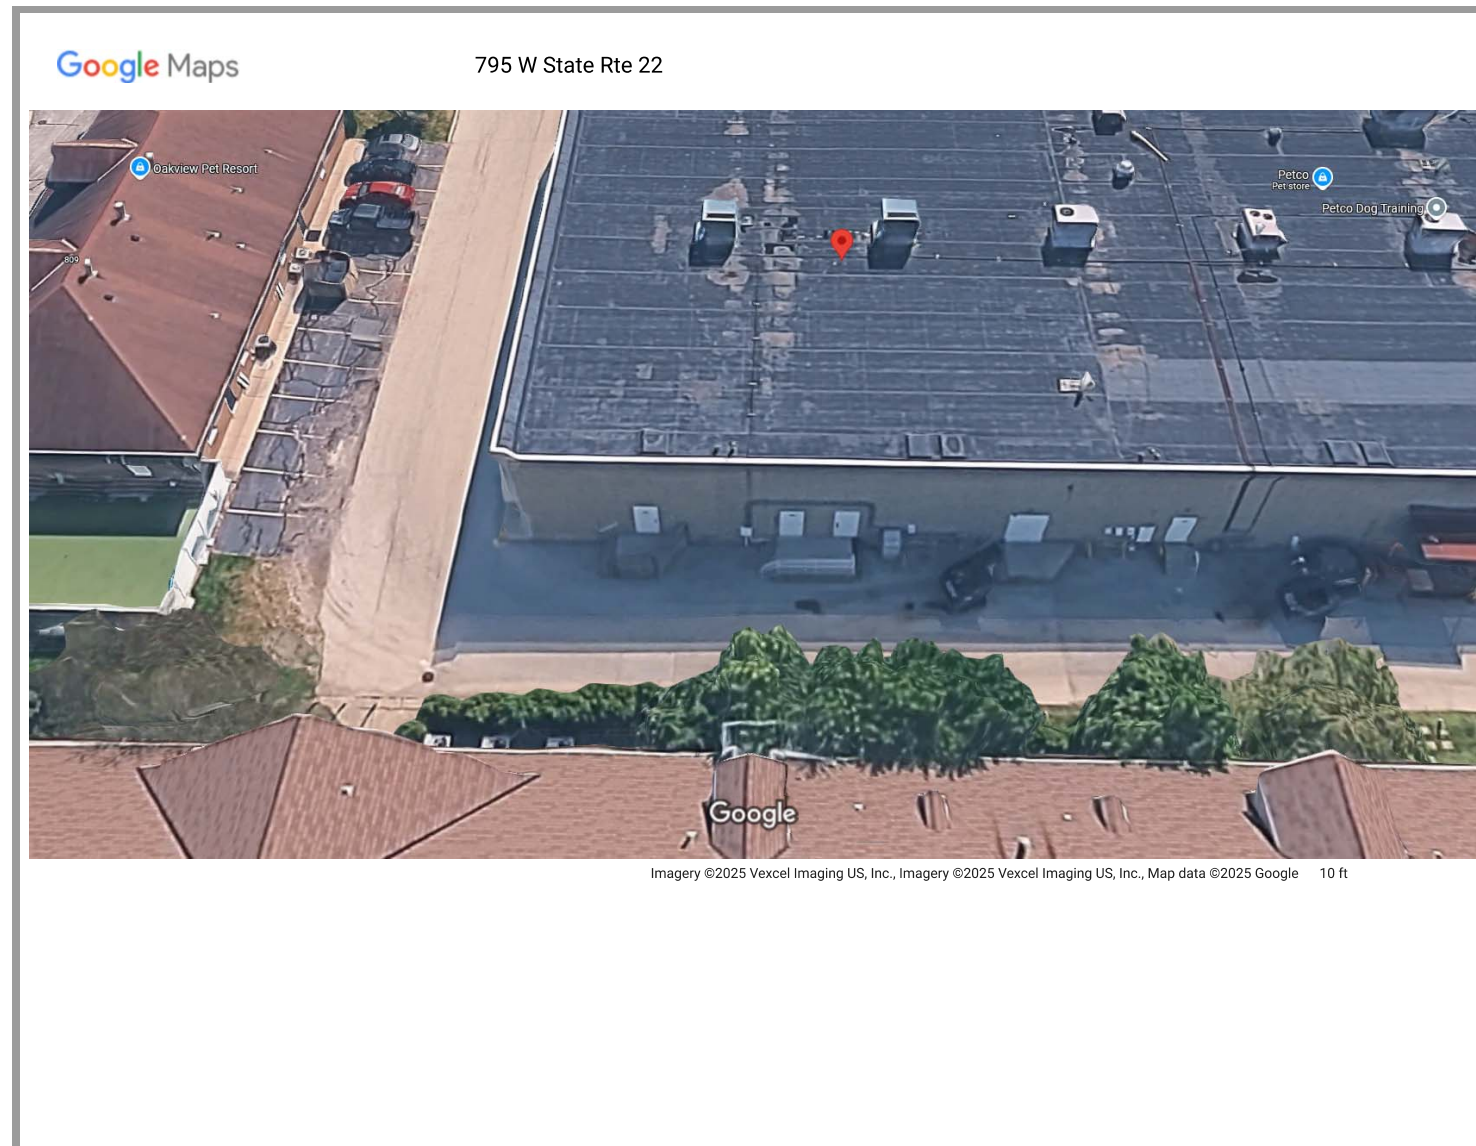 Google Maps
795 W State Rte 22
Oakview Pet Resort
Petco
Pet store
Petco Dog Training
809
Google
Imagery ©2025 Vexcel Imaging US, Inc., Imagery ©2025 Vexcel Imaging US, Inc., Map data ©2025 Google 10 ft